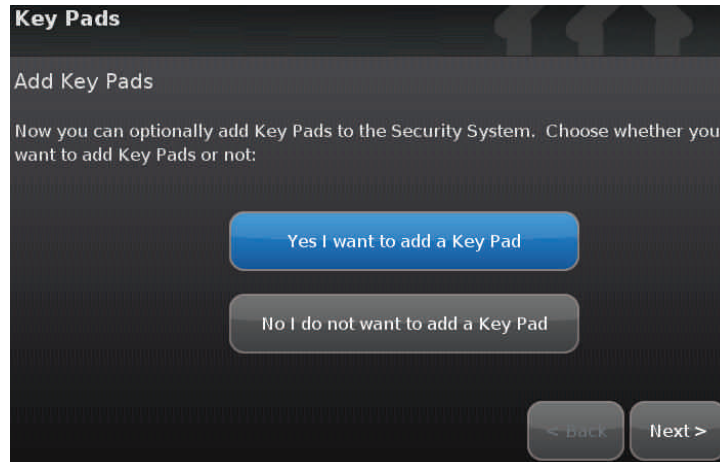 Key Pads
Add Key Pads
Now you can optionally add Key Pads to the Security System.  Choose whether you
want to add Key Pads or not:
Yes I want to add a Key Pad
No I do not want to add a Key Pad
< Back
Next >